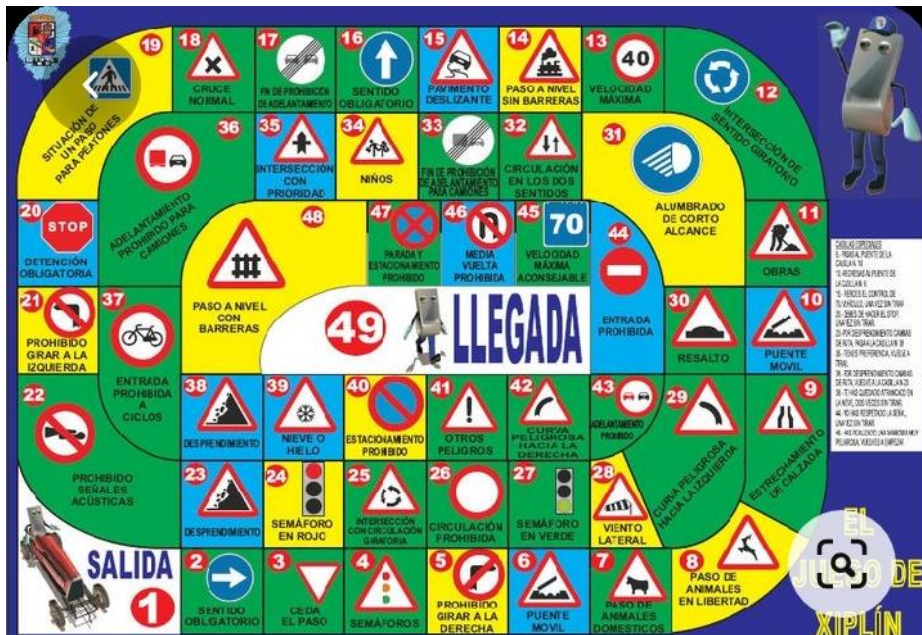 19
SITUACIÓN DE
UN PASO
PARA PEATONES
18
CRUCE
NORMAL
17
FIN DE PROHIBICIÓN
DE ADELANTAMIENTO
16
SENTIDO
OBLIGATORIO
15
PAVIMENTO
DESLIZANTE
14
PASO A NIVEL
SIN BARRERAS
13
40
VELOCIDAD
MÁXIMA
12
INTERSECCIÓN DE
SENTIDO GIRATORIO
36
ADELANTAMIENTO
PROHIBIDO PARA
CAMIONES
35
INTERSECCIÓN
CON
PRIORIDAD
34
NIÑOS
33
FIN DE PROHIBICIÓN
DE ADELANTAMIENTO
PARA CAMIONES
32
CIRCULACIÓN
EN LOS DOS
SENTIDOS
31
ALUMBRADO
DE CORTO
ALCANCE
20
STOP
DETENCIÓN
OBLIGATORIA
48
PASO A NIVEL
CON
BARRERAS
47
PARADA Y
ESTACIONAMIENTO
PROHIBIDO
46
MEDIA
VUELTA
PROHIBIDA
45
70
VELOCIDAD
MÁXIMA
ACONSEJABLE
44
ENTRADA
PROHIBIDA
11
OBRAS
21
PROHIBIDO
GIRAR A LA
IZQUIERDA
37
ENTRADA
PROHIBIDA
A
CICLOS
49
LLEGADA
30
RESALTO
10
PUENTE
MOVIL
22
PROHIBIDO
SEÑALES
ACÚSTICAS
38
DESPRENDIMIENTO
39
NIEVE O
HIELO
40
ESTACIONAMIENTO
PROHIBIDO
41
OTROS
PELIGROS
42
CURVA
PELIGROSA
HACIA LA
DERECHA
43
ADELANTAMIENTO
PROHIBIDO
29
CURVA PELIGROSA
HACIA LA IZQUIERDA
9
ESTRECHAMIENTO
DE CALZADA
23
DESPRENDIMIENTO
24
SEMÁFORO
EN ROJO
25
INTERSECCIÓN
CON CIRCULACIÓN
GIRATORIA
26
CIRCULACIÓN
PROHIBIDA
27
SEMÁFORO
EN VERDE
28
VIENTO
LATERAL
SALIDA
1
2
SENTIDO
OBLIGATORIO
3
CEDA
EL PASO
4
SEMÁFOROS
5
PROHIBIDO
GIRAR A LA
DERECHA
6
PUENTE
MOVIL
7
PASO DE
ANIMALES
DOMESTICOS
8
PASO DE
ANIMALES
EN LIBERTAD
EL
JUEGO DE
XIPLÍN